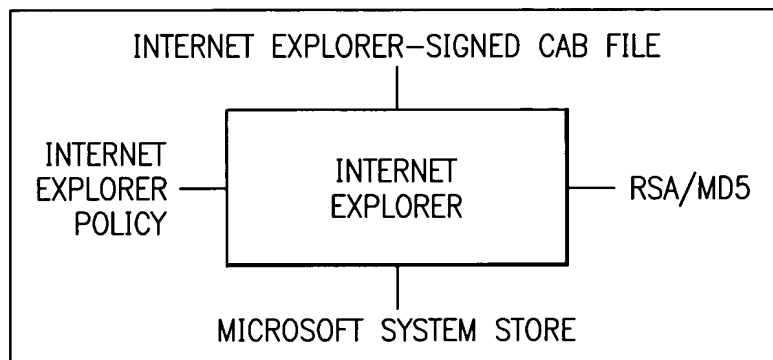 INTERNET EXPLORER–SIGNED CAB FILE
INTERNET
EXPLORER
POLICY
INTERNET
EXPLORER
RSA/MD5
MICROSOFT SYSTEM STORE